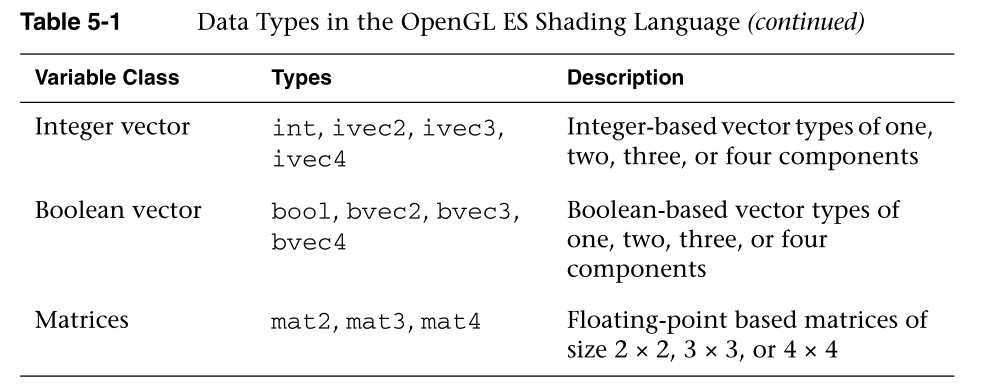 Table 5-1 Data Types in the OpenGL ES Shading Language (continued)
Variable Class Types Description
Integer vector int, ivec2, ivec3, Integer-based vector types of one,
ivec4 two, three, or four components
Boolean vector bool, bvec2, bvec3, Boolean-based vector types of
bvec4 one, two, three, or four
components
Matrices mat2, mat3, mat4 Floating-point based matrices of
size 2 × 2, 3 × 3, or 4 × 4